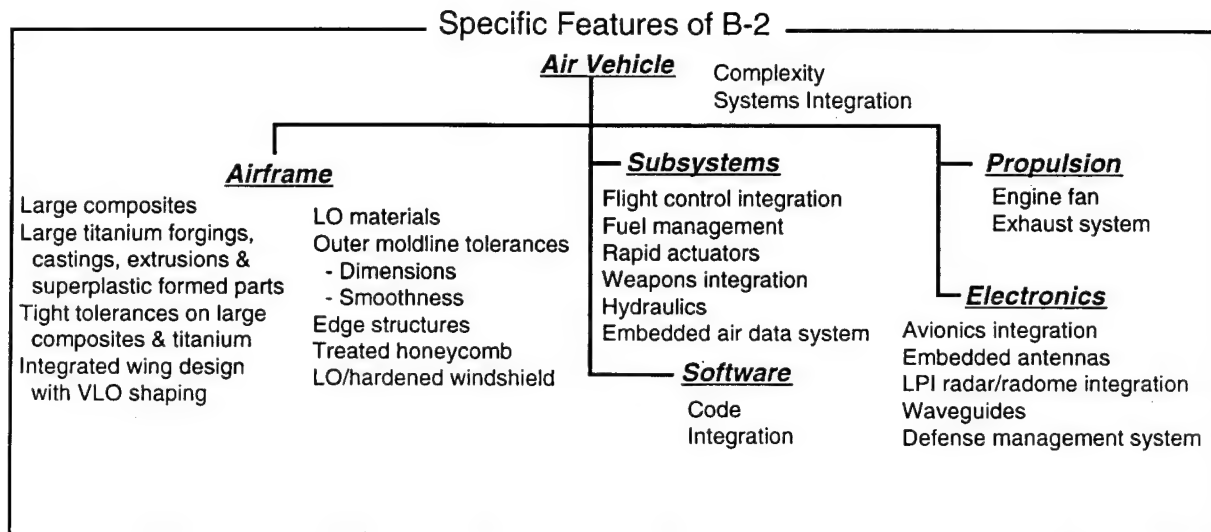 Specific Features of B-2
Air Vehicle
Complexity
Systems Integration
Airframe
Large composites
Large titanium forgings,
castings, extrusions &
superplastic formed parts
Tight tolerances on large
composites & titanium
Integrated wing design
with VLO shaping
LO materials
Outer moldline tolerances
- Dimensions
- Smoothness
Edge structures
Treated honeycomb
LO/hardened windshield
Subsystems
Flight control integration
Fuel management
Rapid actuators
Weapons integration
Hydraulics
Embedded air data system
Software
Code
Integration
Propulsion
Engine fan
Exhaust system
Electronics
Avionics integration
Embedded antennas
LPI radar/radome integration
Waveguides
Defense management system